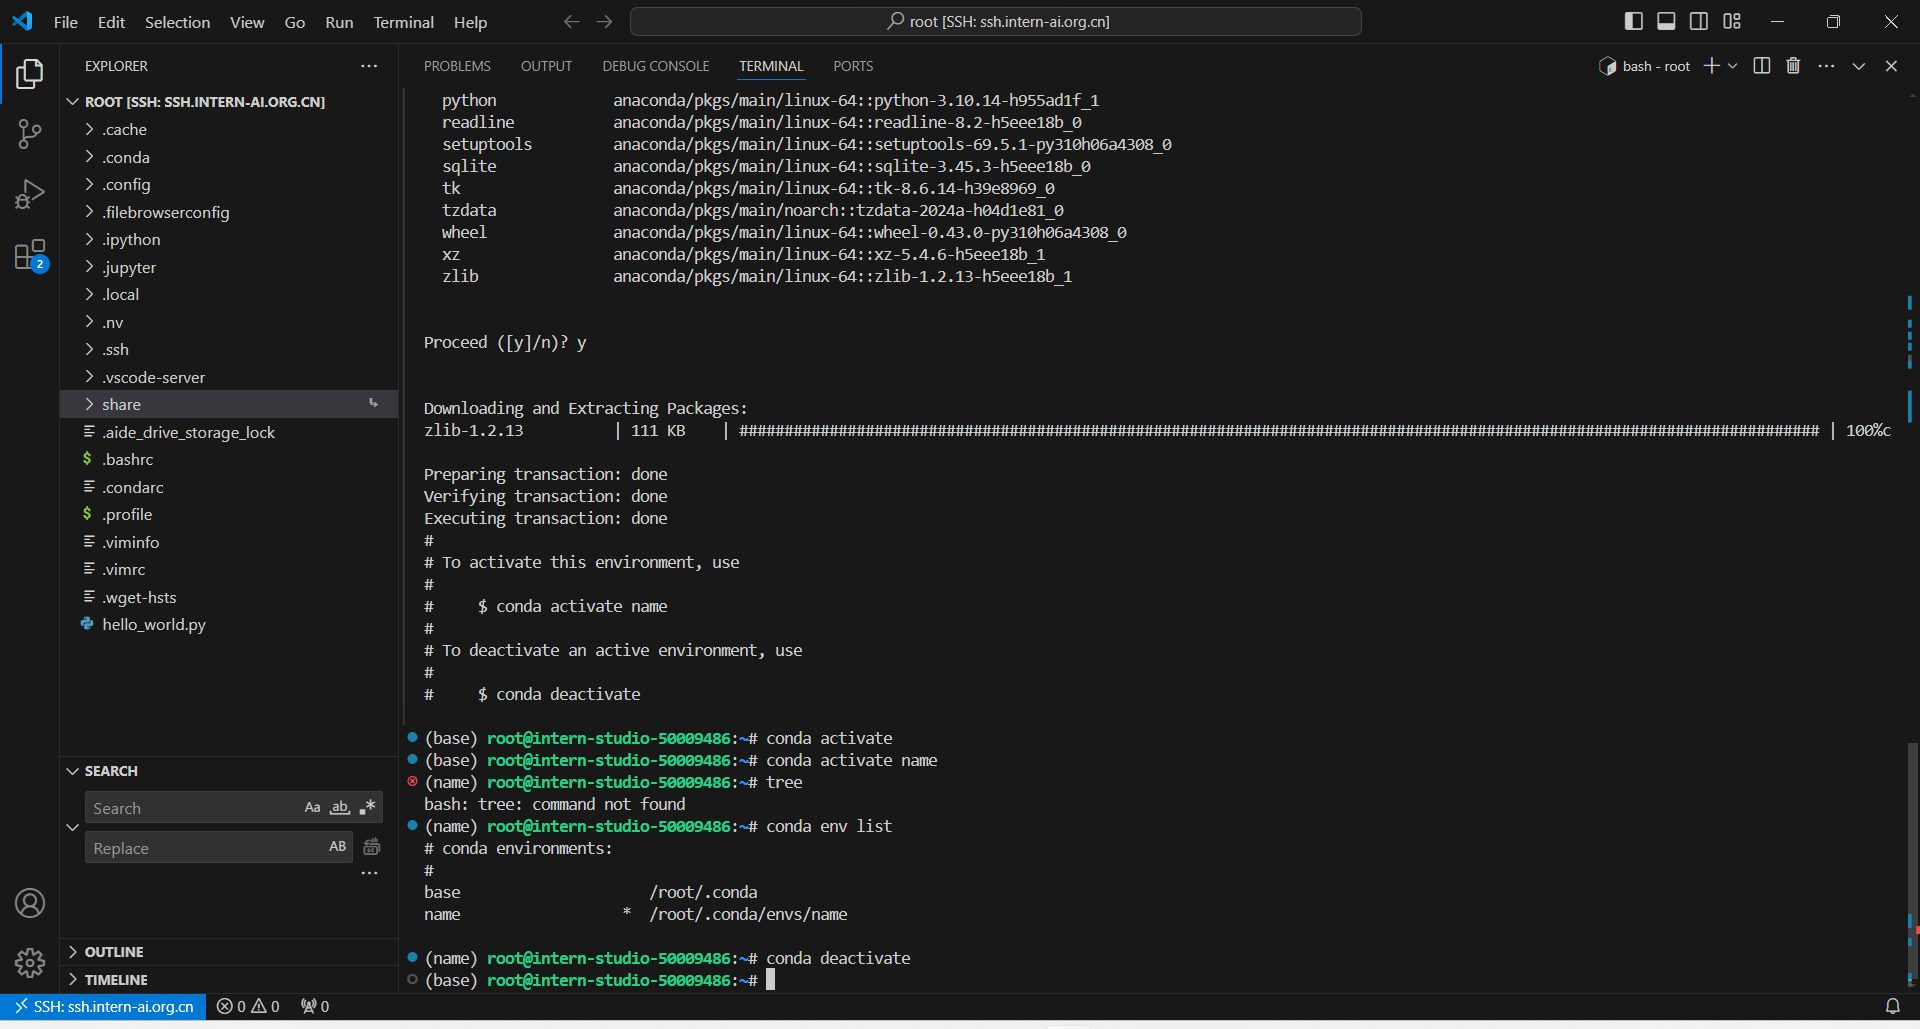 File Edit Selection View Go Run Terminal Help
root [SSH: ssh.intern-ai.org.cn]
EXPLORER
ROOT [SSH: SSH.INTERN-AI.ORG.CN]
.cache
.conda
.config
.filebrowserconfig
.ipython
.jupyter
.local
.nv
.ssh
.vscode-server
share
.aide_drive_storage_lock
$ .bashrc
.condarc
$ .profile
.viminfo
.vimrc
.wget-hsts
hello_world.py
2
SEARCH
Search Aa ab .*
Replace AB
OUTLINE
TIMELINE
PROBLEMS OUTPUT DEBUG CONSOLE TERMINAL PORTS
bash - root
python anaconda/pkgs/main/linux-64::python-3.10.14-h955ad1f_1
readline anaconda/pkgs/main/linux-64::readline-8.2-h5eee18b_0
setuptools anaconda/pkgs/main/linux-64::setuptools-69.5.1-py310h06a4308_0
sqlite anaconda/pkgs/main/linux-64::sqlite-3.45.3-h5eee18b_0
tk anaconda/pkgs/main/linux-64::tk-8.6.14-h39e8969_0
tzdata anaconda/pkgs/main/noarch::tzdata-2024a-h04d1e81_0
wheel anaconda/pkgs/main/linux-64::wheel-0.43.0-py310h06a4308_0
xz anaconda/pkgs/main/linux-64::xz-5.4.6-h5eee18b_1
zlib anaconda/pkgs/main/linux-64::zlib-1.2.13-h5eee18b_1
Proceed ([y]/n)? y
Downloading and Extracting Packages:
zlib-1.2.13 | 111 KB | ######################################################################################################################## | 100%c
Preparing transaction: done
Verifying transaction: done
Executing transaction: done
#
# To activate this environment, use
#
# $ conda activate name
#
# To deactivate an active environment, use
#
# $ conda deactivate
(base) root@intern-studio-50009486:~# conda activate
(base) root@intern-studio-50009486:~# conda activate name
(name) root@intern-studio-50009486:~# tree
bash: tree: command not found
(name) root@intern-studio-50009486:~# conda env list
# conda environments:
#
base /root/.conda
name * /root/.conda/envs/name
(name) root@intern-studio-50009486:~# conda deactivate
(base) root@intern-studio-50009486:~#
SSH: ssh.intern-ai.org.cn 0 0 0